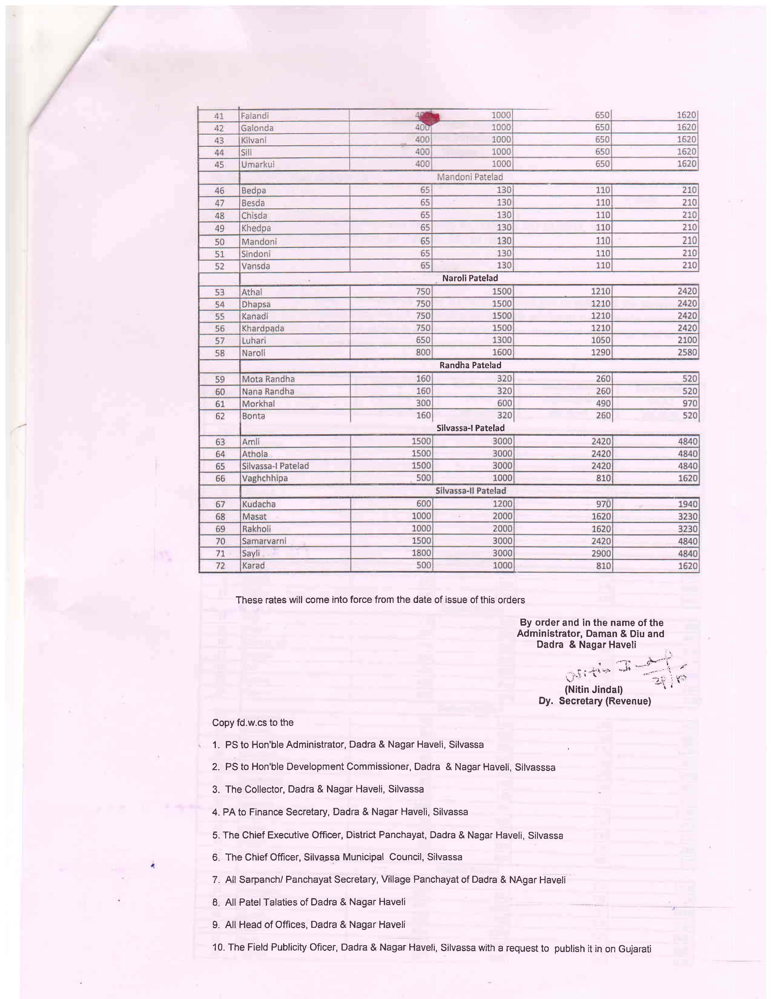 41 Falandi 1000 650 1620
42 Galonda 400 1000 650 1620
43 Kilvani 400 1000 650 1620
44 Sili 400 1000 650 1620
45 Umarkui 400 1000 650 1620
Mandoni Patelad
46 Bedpa 65 130 110 210
47 Besda 65 130 110 210
48 Chisda 65 130 110 210
49 Khedpa 65 130 110 210
50 Mandoni 65 130 110 210
51 Sindoni 65 130 110 210
52 Vansda 65 130 110 210
Naroli Patelad
53 Athal 750 1500 1210 2420
54 Dhapsa 750 1500 1210 2420
55 Kanadi 750 1500 1210 2420
56 Khardpada 750 1500 1210 2420
57 Luhari 650 1300 1050 2100
58 Naroli 800 1600 1290 2580
Randha Patelad
59 Mota Randha 160 320 260 520
60 Nana Randha 160 320 260 520
61 Morkhal 300 600 490 970
62 Bonta 160 320 260 520
Silvassa-I Patelad
63 Amli 1500 3000 2420 4840
64 Athola 1500 3000 2420 4840
65 Silvassa-I Patelad 1500 3000 2420 4840
66 Vaghchhipa 500 1000 810 1620
Silvassa-II Patelad
67 Kudacha 600 1200 970 1940
68 Masat 1000 2000 1620 3230
69 Rakholi 1000 2000 1620 3230
70 Samarvarni 1500 3000 2420 4840
71 Sayli 1800 3000 2900 4840
72 Karad 500 1000 810 1620
These rates will come into force from the date of issue of this orders
By order and in the name of the
Administrator, Daman & Diu and
Dadra & Nagar Haveli
(Nitin Jindal)
Dy. Secretary (Revenue)
Copy fd.w.cs to the
1. PS to Hon'ble Administrator, Dadra & Nagar Haveli, Silvassa
2. PS to Hon'ble Development Commissioner, Dadra & Nagar Haveli, Silvasssa
3. The Collector, Dadra & Nagar Haveli, Silvassa
4. PA to Finance Secretary, Dadra & Nagar Haveli, Silvassa
5. The Chief Executive Officer, District Panchayat, Dadra & Nagar Haveli, Silvassa
6. The Chief Officer, Silvassa Municipal Council, Silvassa
7. All Sarpanch/ Panchayat Secretary, Village Panchayat of Dadra & NAgar Haveli
8. All Patel Talaties of Dadra & Nagar Haveli
9. All Head of Offices, Dadra & Nagar Haveli
10. The Field Publicity Oficer, Dadra & Nagar Haveli, Silvassa with a request to publish it in on Gujarati